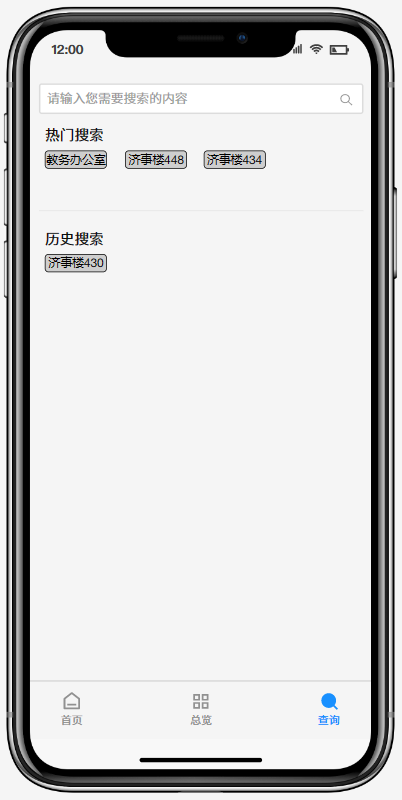 12:00
请输入您需要搜索的内容
热门搜索
教务办公室 济事楼448 济事楼434
历史搜索
济事楼430
首页 总览 查询